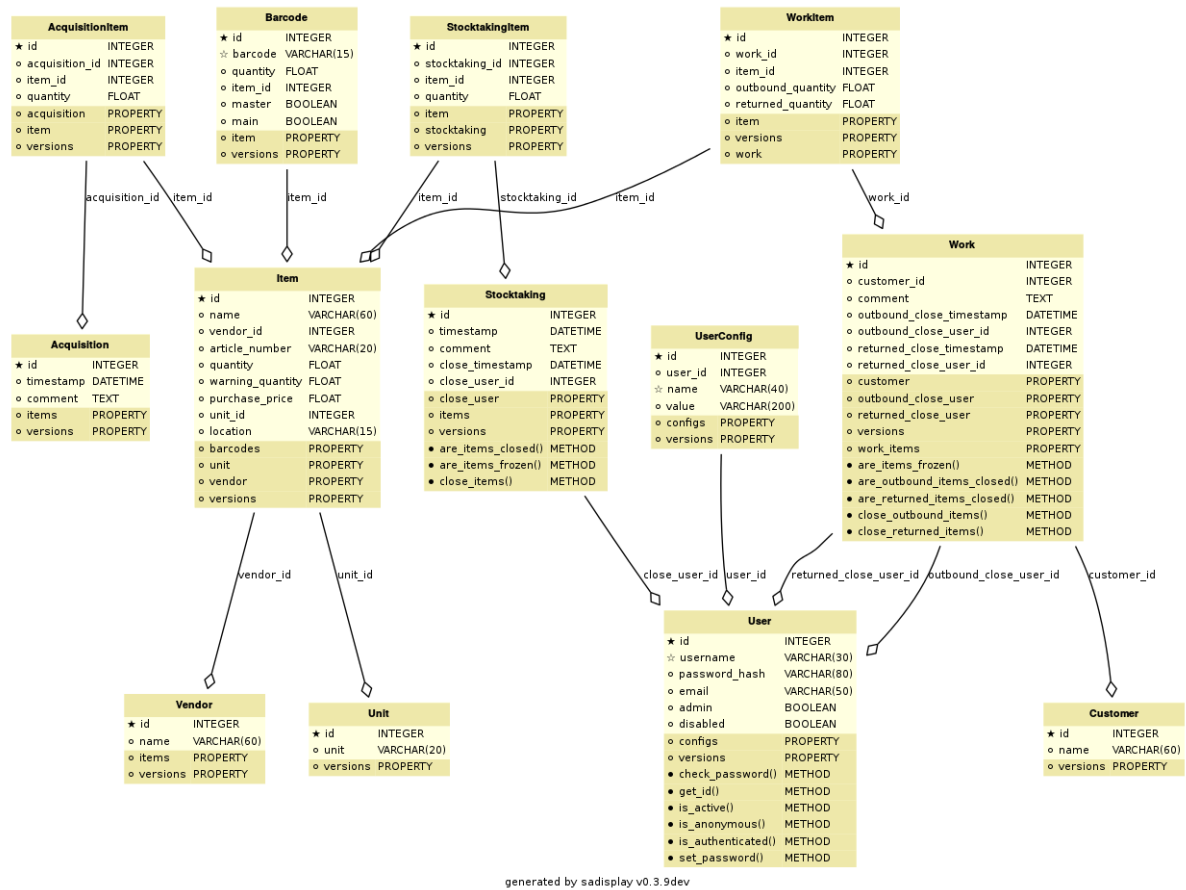 AcquisitionItem
★ id INTEGER
acquisition_id INTEGER
item_id INTEGER
quantity FLOAT
acquisition PROPERTY
item PROPERTY
versions PROPERTY
Barcode
★ id INTEGER
☆ barcode VARCHAR(15)
quantity FLOAT
item_id INTEGER
master BOOLEAN
main BOOLEAN
item PROPERTY
versions PROPERTY
StocktakingItem
★ id INTEGER
stocktaking_id INTEGER
item_id INTEGER
quantity FLOAT
item PROPERTY
stocktaking PROPERTY
versions PROPERTY
WorkItem
★ id INTEGER
work_id INTEGER
item_id INTEGER
outbound_quantity FLOAT
returned_quantity FLOAT
item PROPERTY
versions PROPERTY
work PROPERTY
acquisition_id
item_id
item_id
item_id
stocktaking_id
item_id
work_id
Acquisition
★ id INTEGER
timestamp DATETIME
comment TEXT
items PROPERTY
versions PROPERTY
Item
★ id INTEGER
name VARCHAR(60)
vendor_id INTEGER
article_number VARCHAR(20)
quantity FLOAT
warning_quantity FLOAT
purchase_price FLOAT
unit_id INTEGER
location VARCHAR(15)
barcodes PROPERTY
unit PROPERTY
vendor PROPERTY
versions PROPERTY
Stocktaking
★ id INTEGER
timestamp DATETIME
comment TEXT
close_timestamp DATETIME
close_user_id INTEGER
close_user PROPERTY
items PROPERTY
versions PROPERTY
are_items_closed() METHOD
are_items_frozen() METHOD
close_items() METHOD
UserConfig
★ id INTEGER
user_id INTEGER
☆ name VARCHAR(40)
value VARCHAR(200)
configs PROPERTY
versions PROPERTY
Work
★ id INTEGER
customer_id INTEGER
comment TEXT
outbound_close_timestamp DATETIME
outbound_close_user_id INTEGER
returned_close_timestamp DATETIME
returned_close_user_id INTEGER
customer PROPERTY
outbound_close_user PROPERTY
returned_close_user PROPERTY
versions PROPERTY
work_items PROPERTY
are_items_frozen() METHOD
are_outbound_items_closed() METHOD
are_returned_items_closed() METHOD
close_outbound_items() METHOD
close_returned_items() METHOD
vendor_id
unit_id
close_user_id
user_id
returned_close_user_id
outbound_close_user_id
customer_id
Vendor
★ id INTEGER
name VARCHAR(60)
items PROPERTY
versions PROPERTY
Unit
★ id INTEGER
unit VARCHAR(20)
versions PROPERTY
User
★ id INTEGER
☆ username VARCHAR(30)
password_hash VARCHAR(80)
email VARCHAR(50)
admin BOOLEAN
disabled BOOLEAN
configs PROPERTY
versions PROPERTY
check_password() METHOD
get_id() METHOD
is_active() METHOD
is_anonymous() METHOD
is_authenticated() METHOD
set_password() METHOD
Customer
★ id INTEGER
name VARCHAR(60)
versions PROPERTY
generated by sadisplay v0.3.9dev